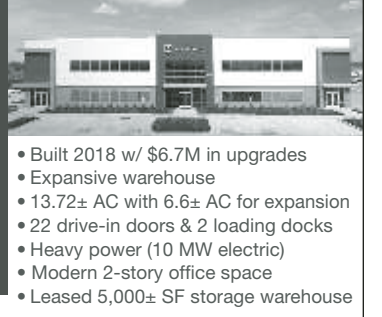 • Built 2018 w/ $6.7M in upgrades
• Expansive warehouse
• 13.72± AC with 6.6± AC for expansion
• 22 drive-in doors & 2 loading docks
• Heavy power (10 MW electric)
• Modern 2-story office space
• Leased 5,000± SF storage warehouse